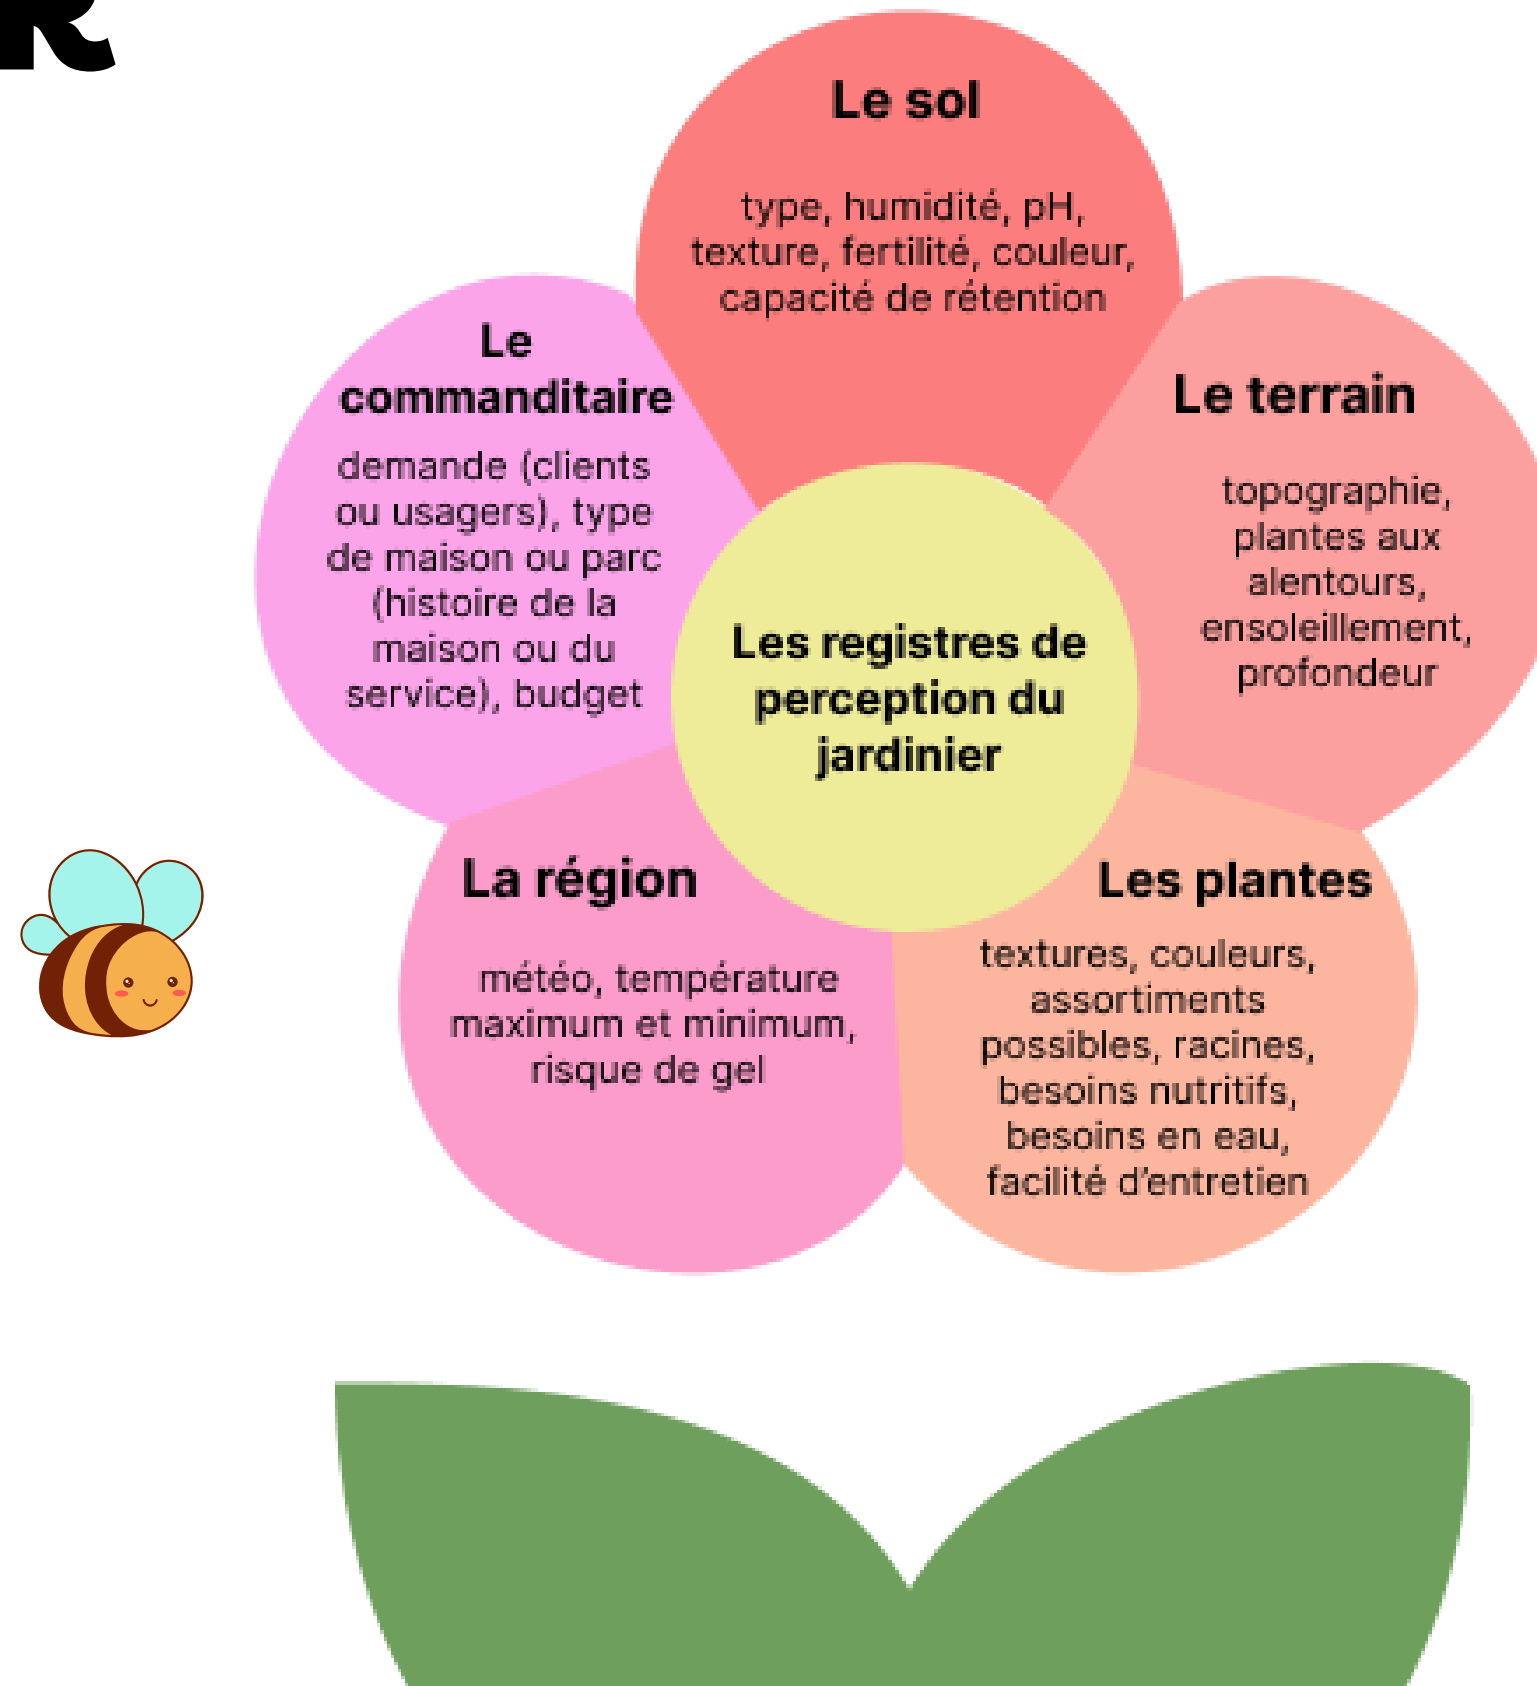 R
Le sol
type, humidité, pH,
texture, fertilité, couleur,
capacité de rétention
Le
commanditaire
demande (clients
ou usagers), type
de maison ou parc
(histoire de la
maison ou du
service), budget
Le terrain
topographie,
plantes aux
alentours,
ensoleillement,
profondeur
Les registres de
perception du
jardinier
La région
météo, température
maximum et minimum,
risque de gel
Les plantes
textures, couleurs,
assortiments
possibles, racines,
besoins nutritifs,
besoins en eau,
facilité d’entretien